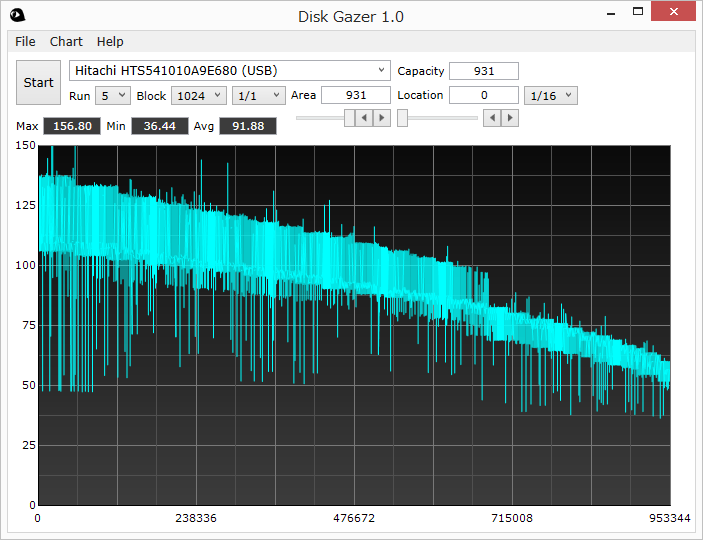 Disk Gazer 1.0
File Chart Help
Start
Hitachi HTS541010A9E680 (USB) Capacity 931
Run 5 Block 1024 1/1 Area 931 Location 0 1/16
Max 156.80 Min 36.44 Avg 91.88
150
125
100
75
50
25
0
0 238336 476672 715008 953344